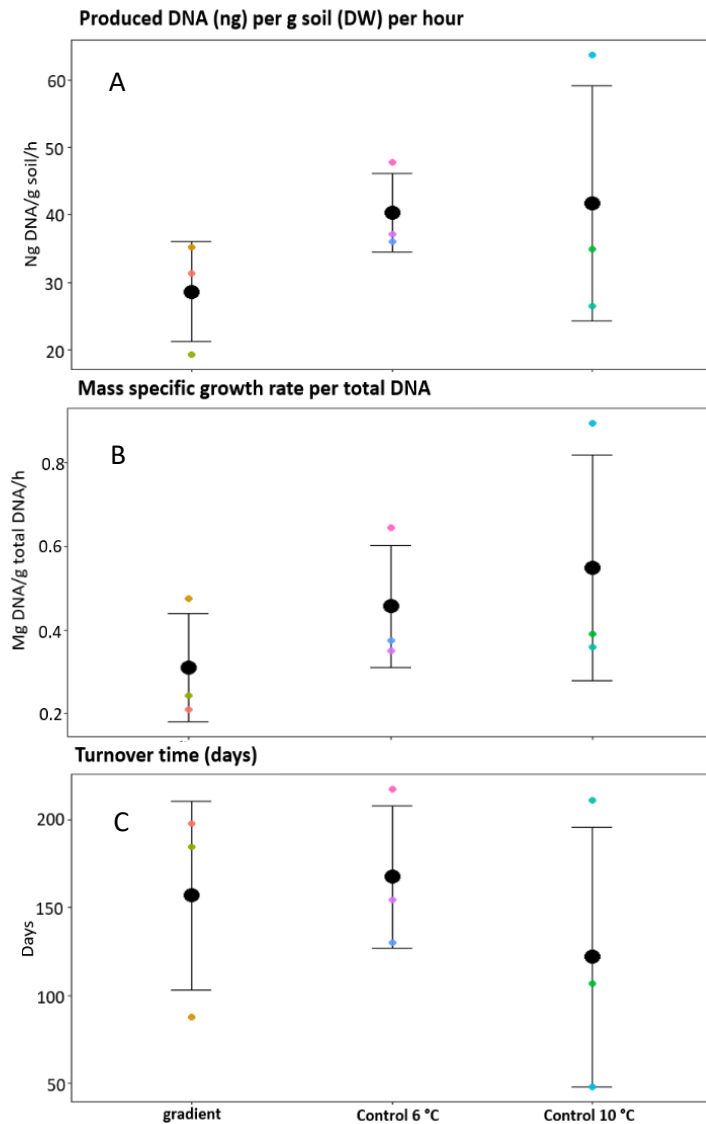 Produced DNA (ng) per g soil (DW) per hour
A
Ng DNA/g soil/h
60
50
40
30
20
Mass specific growth rate per total DNA
B
Mg DNA/g total DNA/h
0.8
0.6
0.4
0.2
Turnover time (days)
C
Days
200
150
100
50
gradient Control 6 °C Control 10 °C